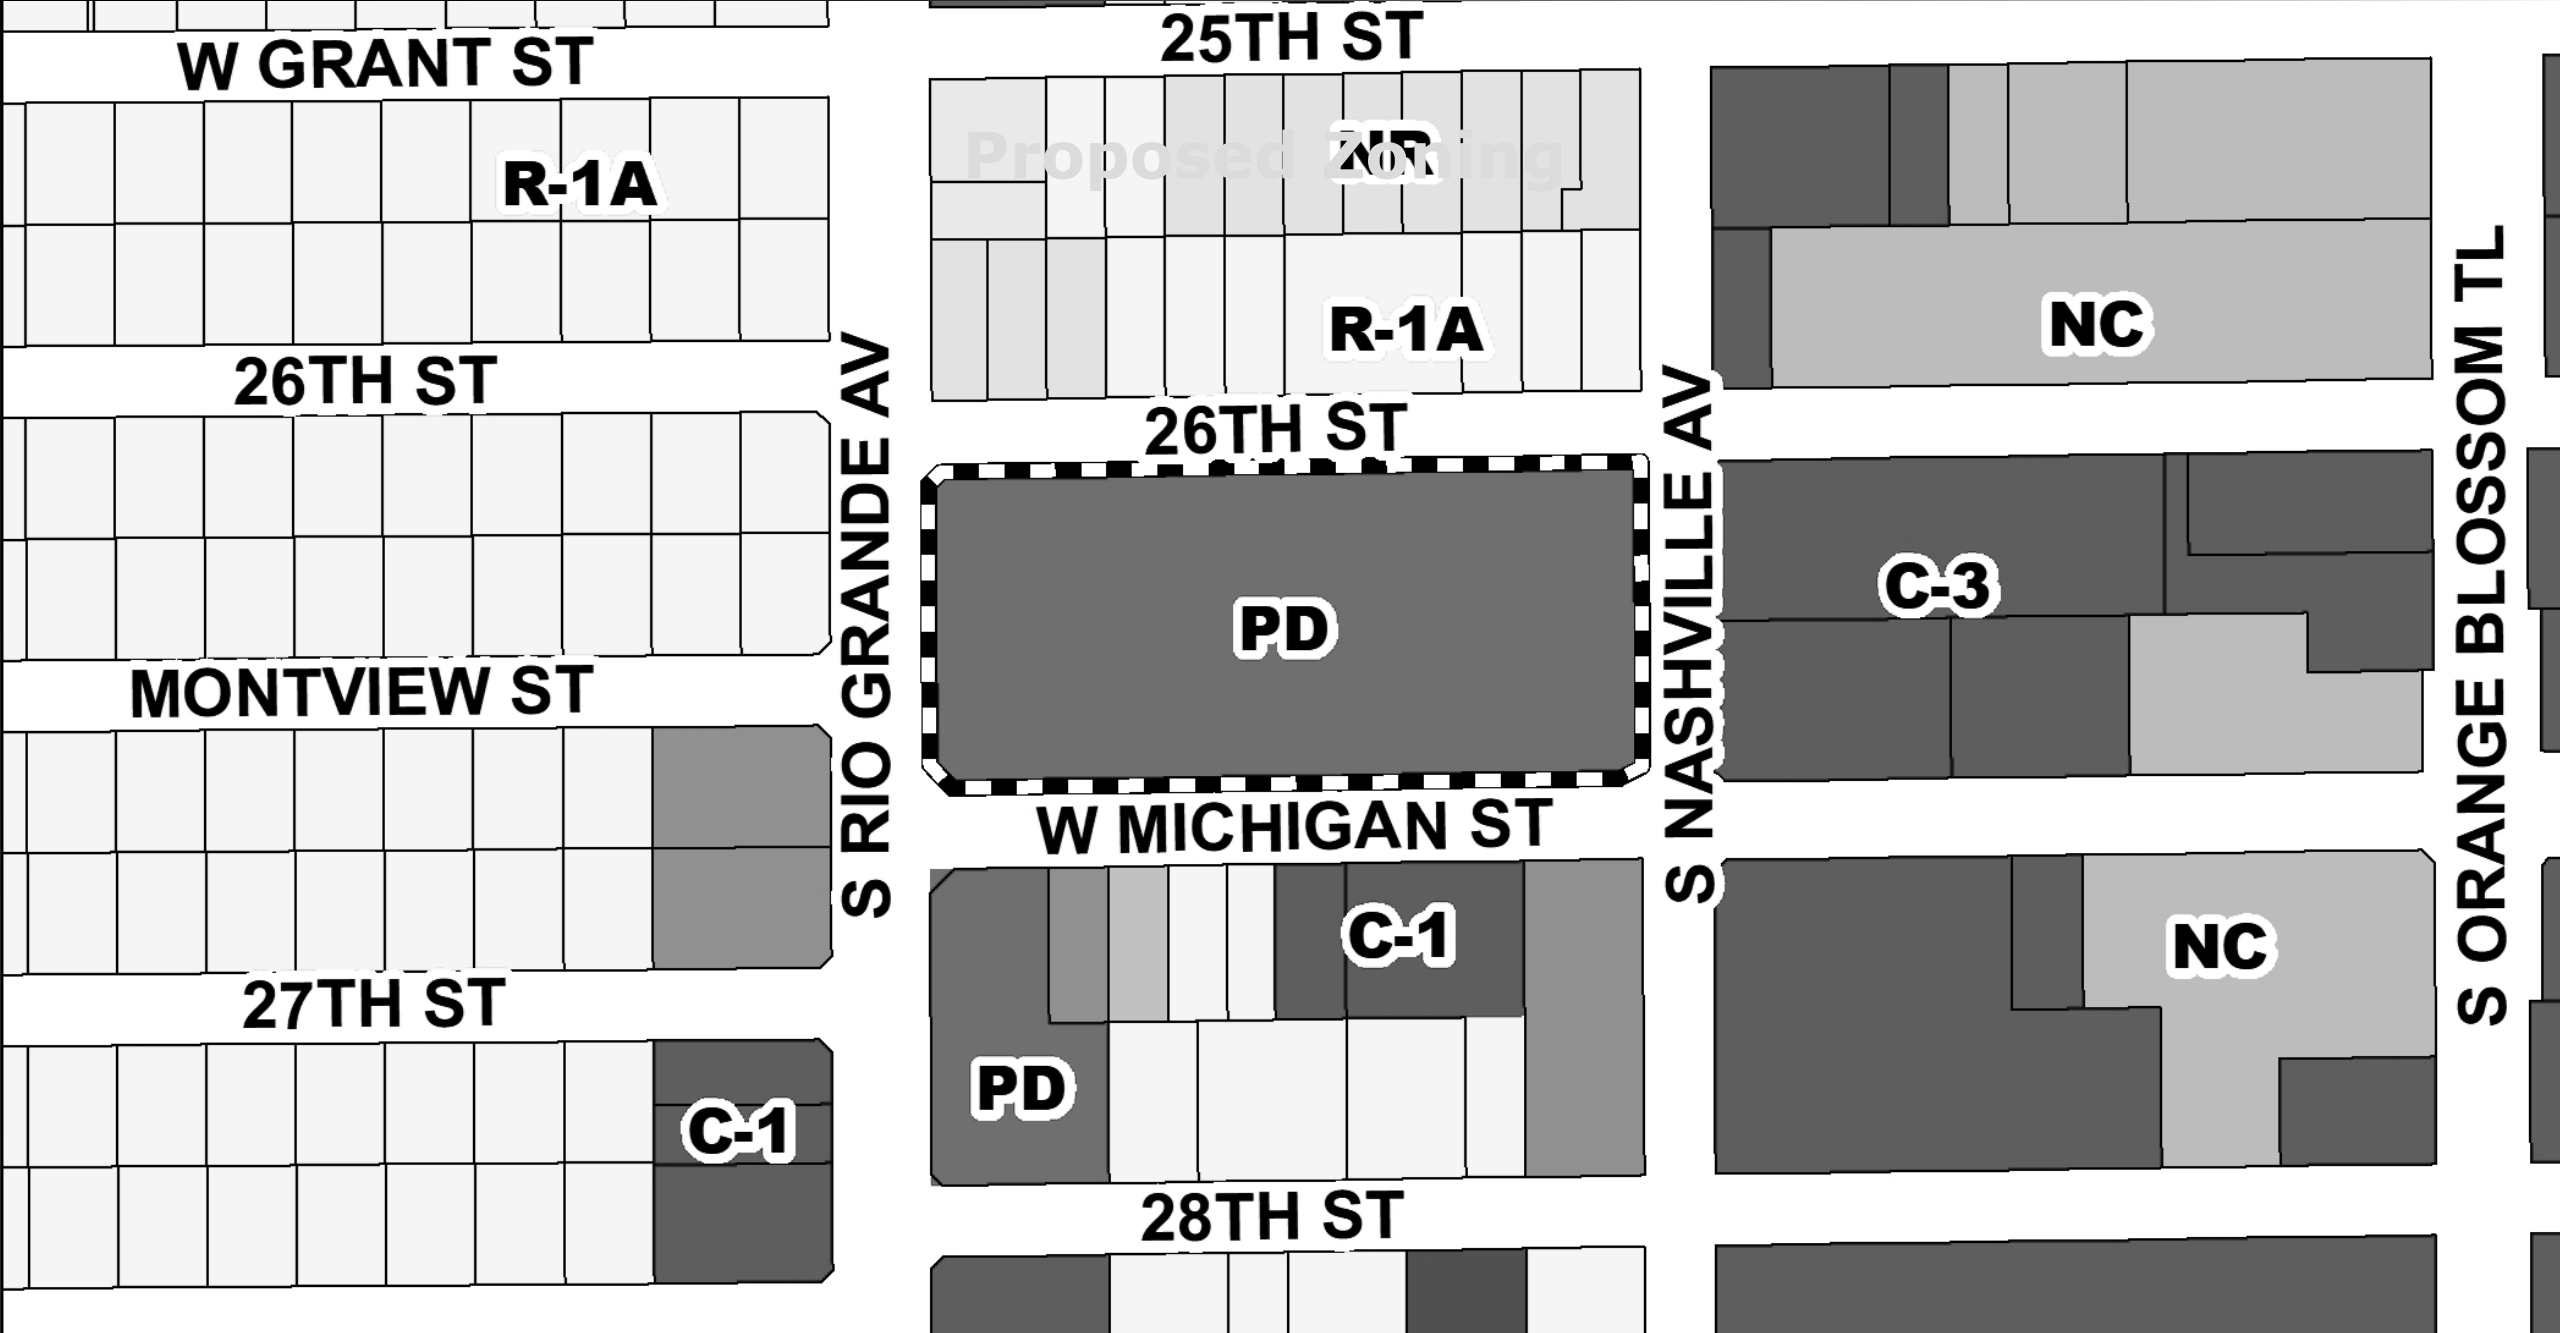 W GRANT ST
25TH ST
Proposed Zoning
NR
R-1A
R-1A
NC
26TH ST
26TH ST
S RIO GRANDE AV
S NASHVILLE AV
S ORANGE BLOSSOM TL
PD
C-3
MONTVIEW ST
W MICHIGAN ST
C-1
NC
27TH ST
PD
C-1
28TH ST